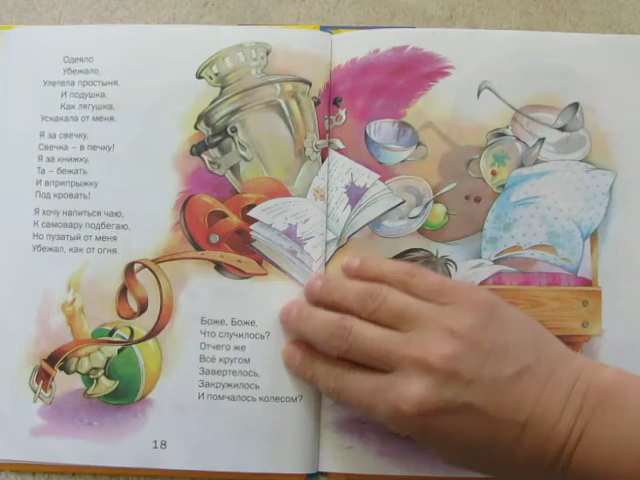 Одеяло
Убежало,
Улетела простыня.
И подушка,
Как лягушка,
Ускакала от меня.
Я за свечку,
Свечка – в печку!
Я за книжку,
Та – бежать
И вприпрыжку
Под кровать!
Я хочу напиться чаю,
К самовару подбегаю,
Но пузатый от меня
Убежал, как от огня.
Боже, Боже,
Что случилось?
Отчего же
Всё кругом
Завертелось,
Закружилось
И помчалось колесом?
18